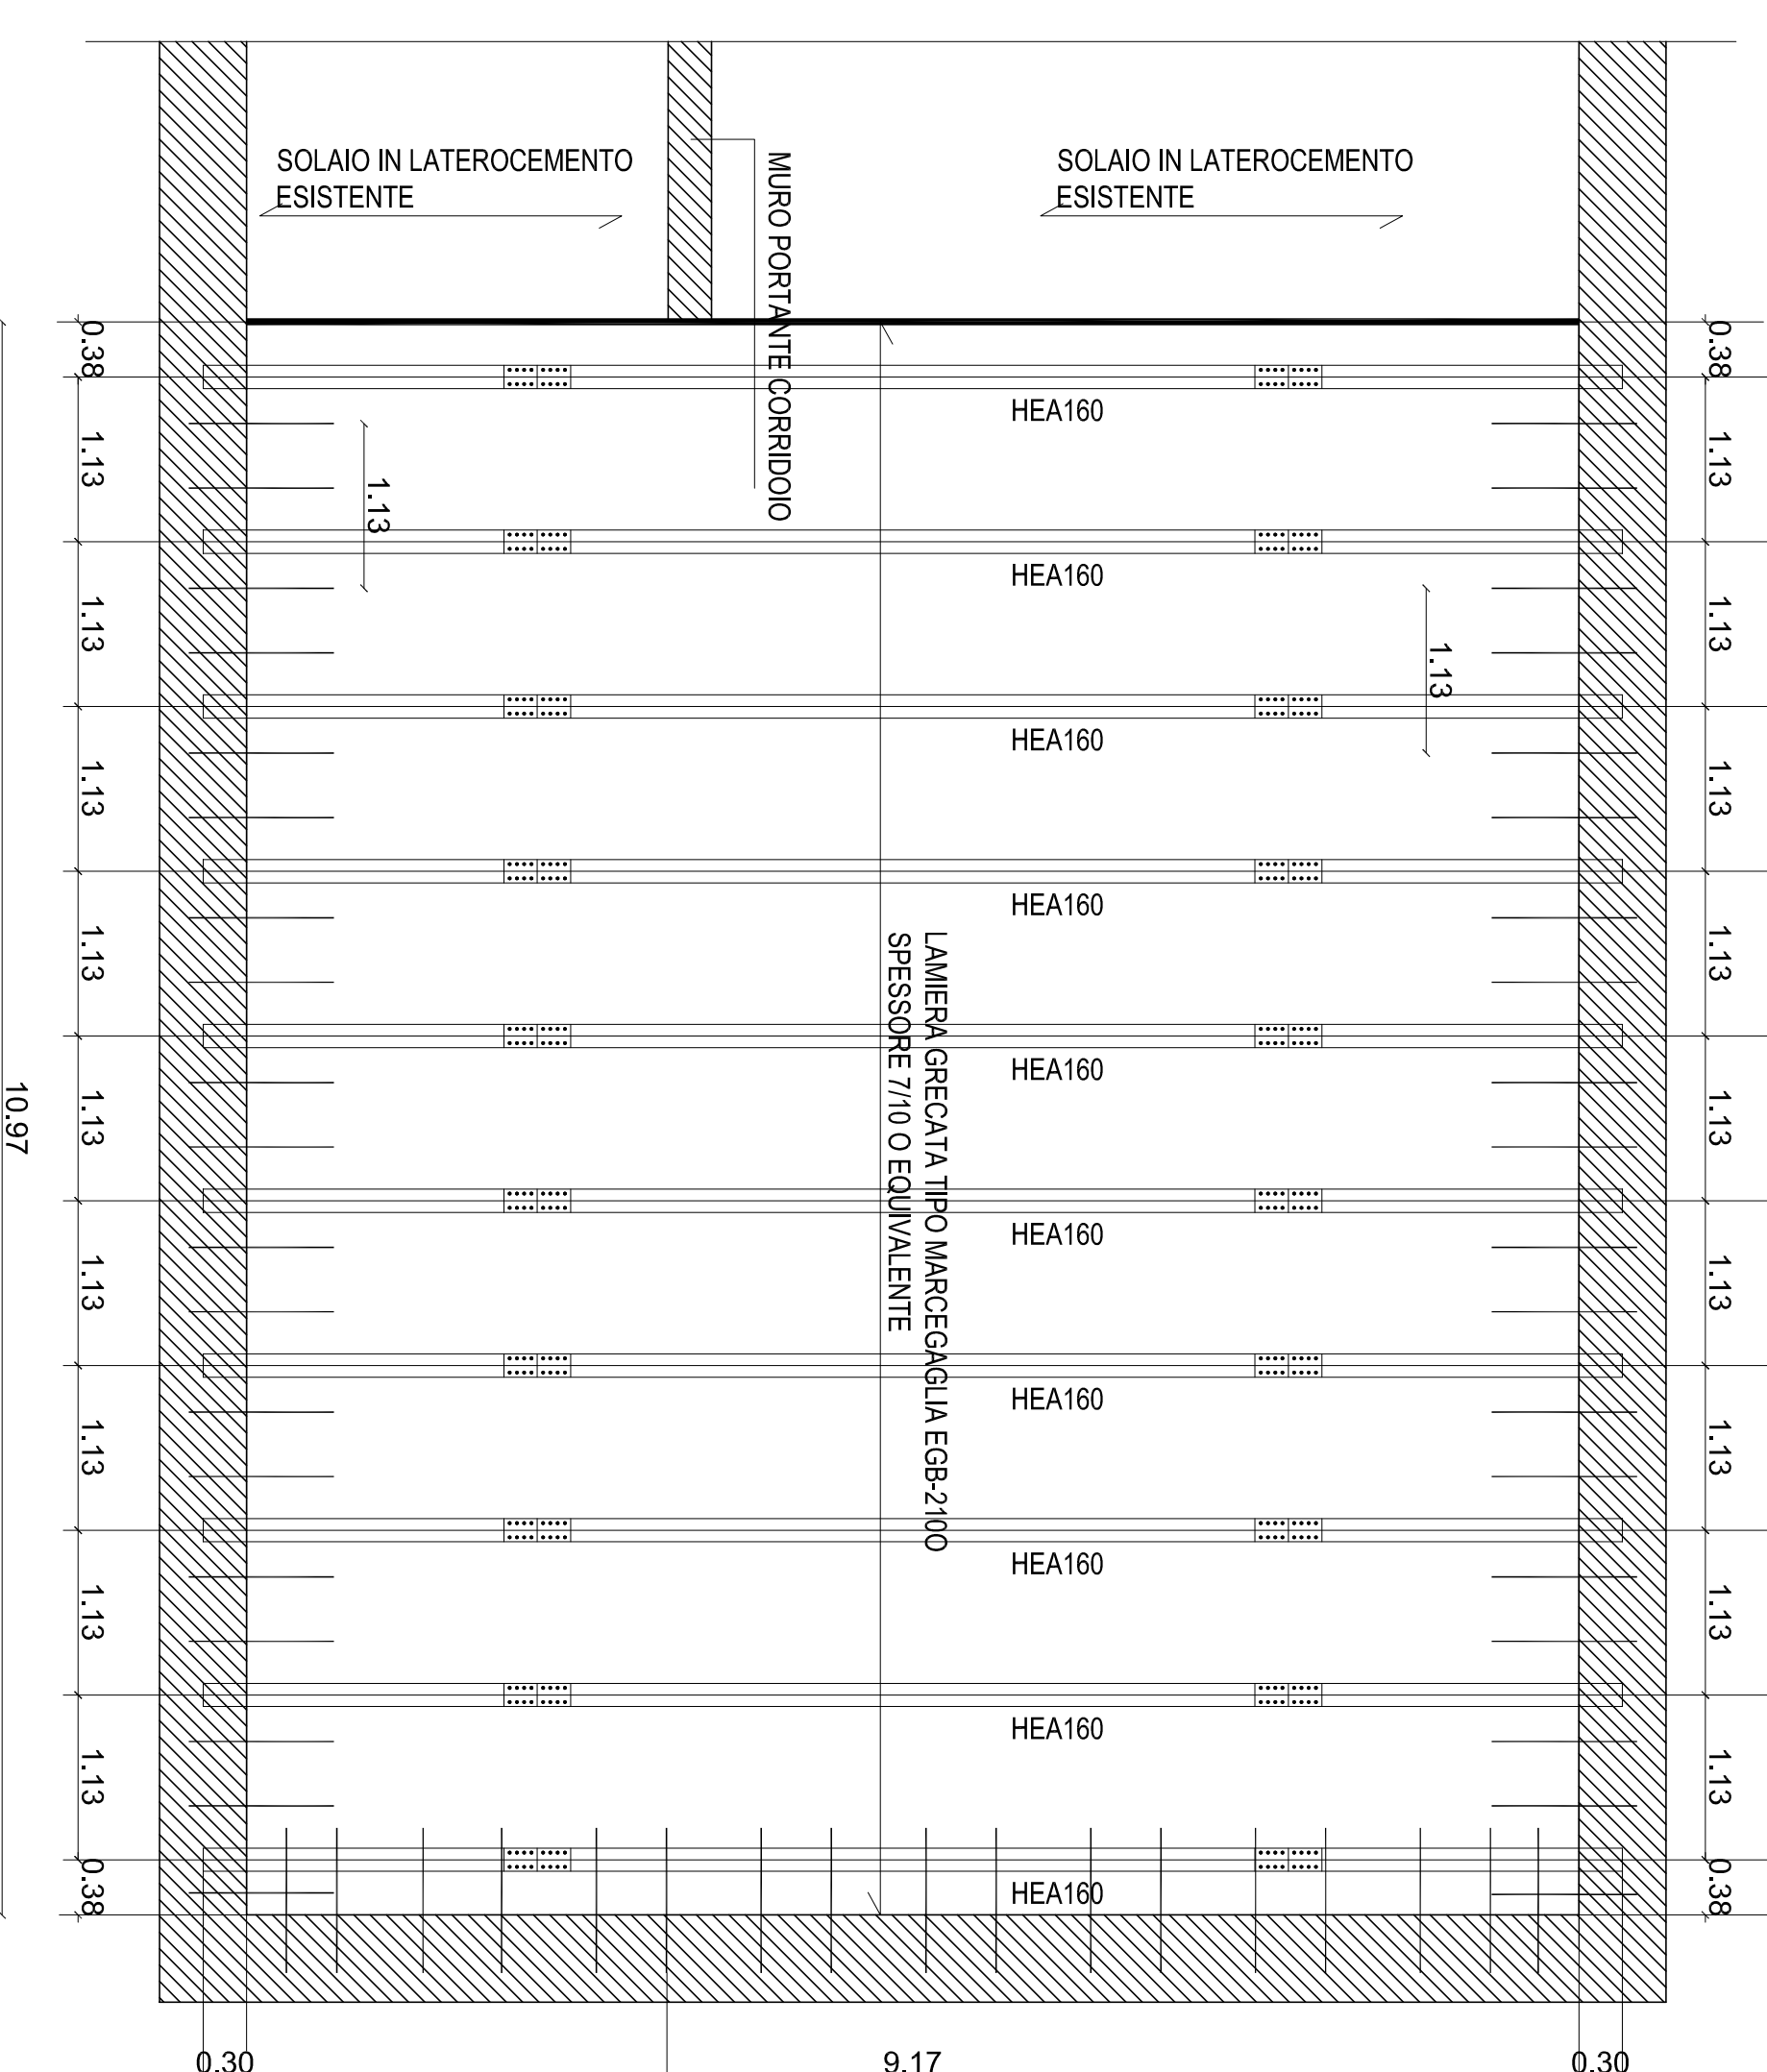 SOLAIO IN LATEROCEMENTO
ESISTENTE
SOLAIO IN LATEROCEMENTO
ESISTENTE
MURO PORTANTE CORRIDOIO
0.38
0.38
HEA160
1.13
1.13
1.13
HEA160
1.13
1.13
1.13
HEA160
1.13
1.13
HEA160
1.13
1.13
LAMIERA GRECATA TIPO MARCEGAGLIA EGB-210O
SPESSORE 7/10 O EQUIVALENTE
HEA160
1.13
1.13
10.97
HEA160
1.13
1.13
HEA160
1.13
1.13
HEA160
1.13
1.13
HEA160
1.13
1.13
0.38
0.38
HEA160
0.30
9.17
0.30